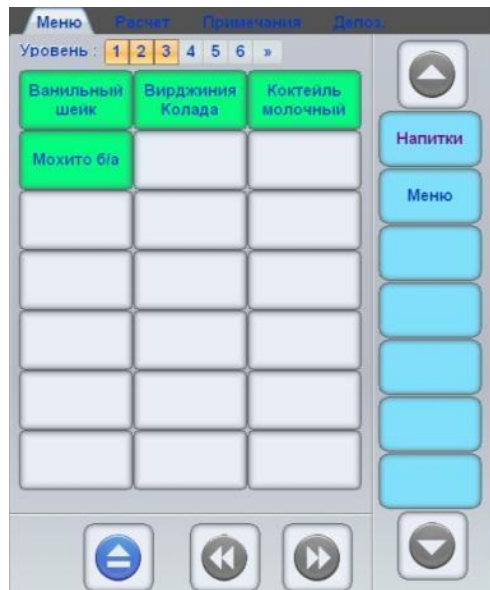 Меню Расчет Примечания Депоз.
Уровень : 1 2 3 4 5 6 »
Ванильный шейк
Вирджиния Колада
Коктейль молочный
Мохито б/а
Напитки
Меню